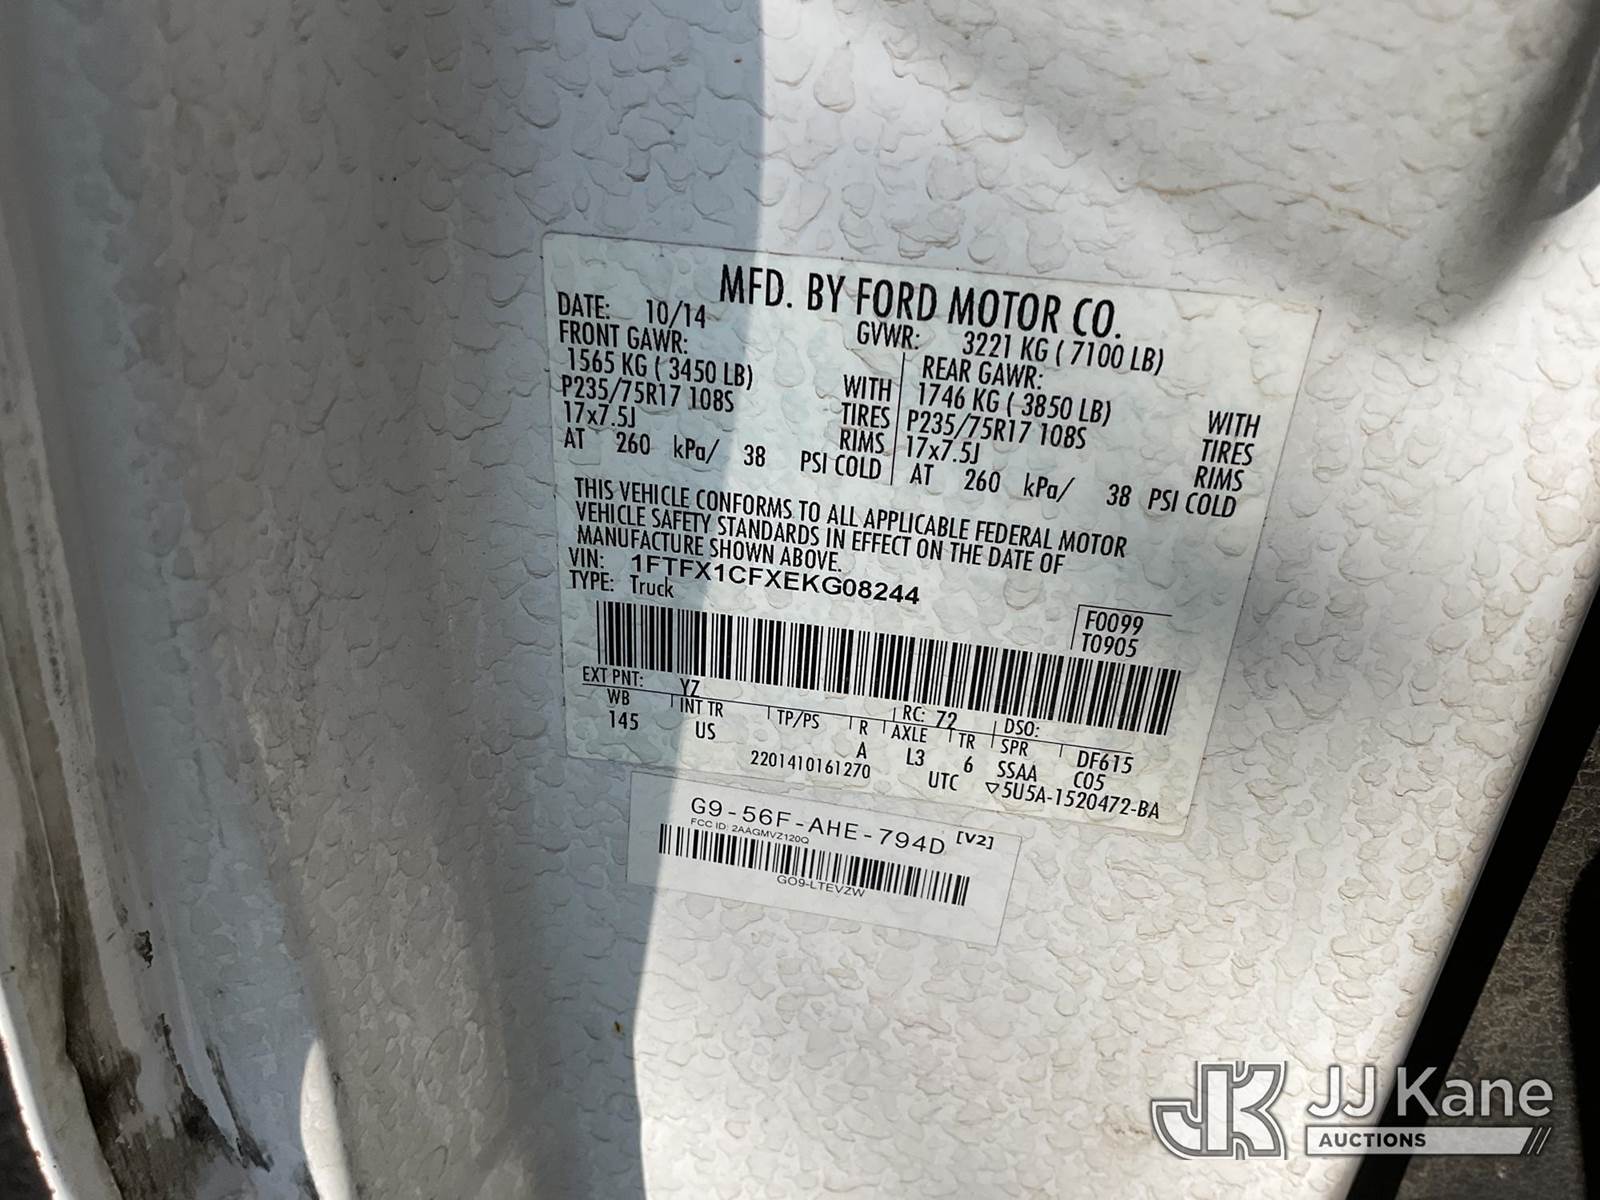 MFD. BY FORD MOTOR CO.
DATE: 10/14 GVWR: 3221 KG ( 7100 LB)
FRONT GAWR: REAR GAWR:
1565 KG ( 3450 LB) WITH 1746 KG ( 3850 LB) WITH
P235/75R17 108S TIRES P235/75R17 108S TIRES
17x7.5J RIMS 17x7.5J RIMS
AT 260 kPa/ 38 PSI COLD AT 260 kPa/ 38 PSI COLD
THIS VEHICLE CONFORMS TO ALL APPLICABLE FEDERAL MOTOR
VEHICLE SAFETY STANDARDS IN EFFECT ON THE DATE OF
MANUFACTURE SHOWN ABOVE.
VIN: 1FTFX1CFXEKG08244
TYPE: Truck
F0099
T0905
EXT PNT: YZ RC: 72 DSO:
WB INT TR TP/PS R AXLE TR SPR DF615
145 US A L3 6 SSAA C05
2201410161270 UTC ▽5U5A-1520472-BA
G9-56F-AHE-794D [V2]
FCC ID: 2AAGMVZ120Q
GO9-LTEVZW
JK JJ Kane
AUCTIONS